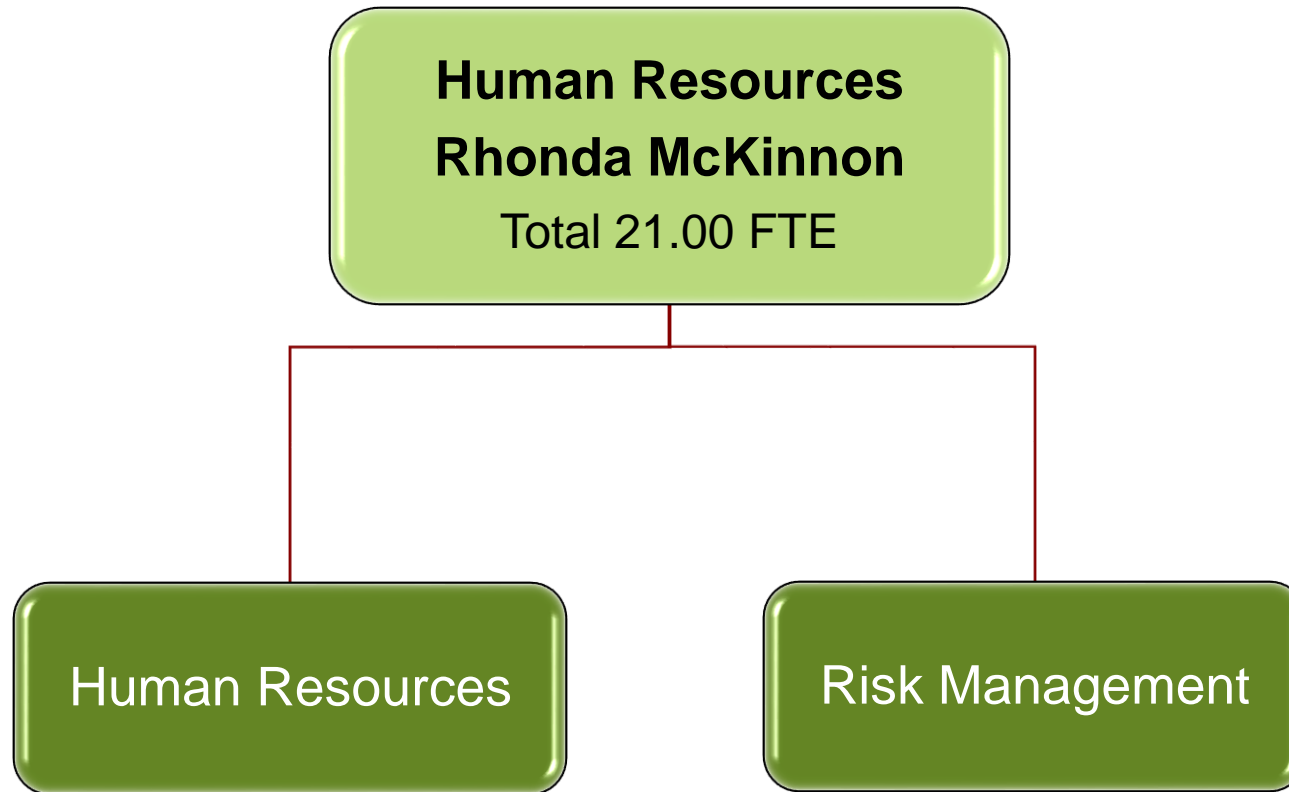 Human Resources
Rhonda McKinnon
Total 21.00 FTE
Human Resources
Risk Management